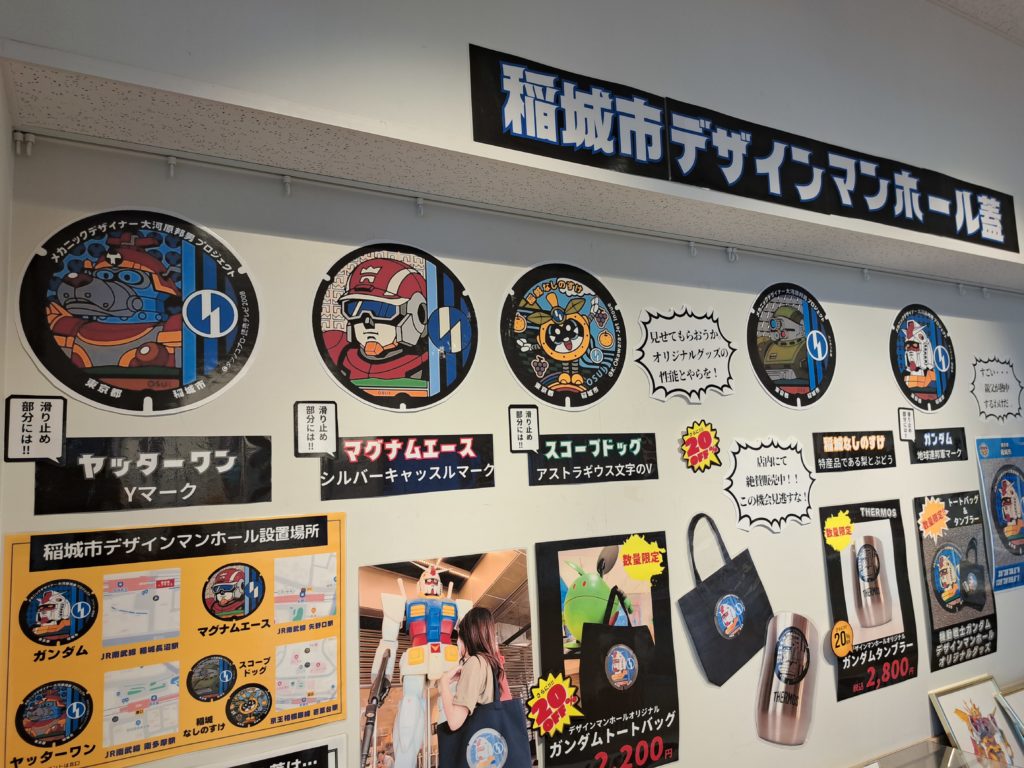 稲城市デザインマンホール蓋
メカニックデザイナー大河原邦男プロジェクト
東京都
稲城市
滑り止め
部分には!!
ヤッターワン
Yマーク
滑り止め
部分には!!
マグナムエース
シルバーキャッスルマーク
稲城なしのすけ
滑り止め
部分には!!
スコープドッグ
アストラギウス文字のV
見せてもらおうか
オリジナルグッズの
性能とやらを!
20
店内にて
絶賛販売中!!
この機会見逃すな!
稲城なしのすけ
特産品である梨とぶどう
ガンダム
地球連邦軍マーク
すごい・・・
稲城市デザインマンホール設置場所
ガンダム
JR南武線 稲城長沼駅
マグナムエース
JR南武線 矢野口駅
ヤッターワン
JR南武線 南多摩駅
稲城
なしのすけ
スコープ
ドッグ
京王相模原線 若葉台駅
数量限定
20
デザインマンホールオリジナル
ガンダムトートバッグ
2,200円
THERMOS
数量限定
THERMOS
20
デザインマンホールオリジナル
ガンダムタンブラー
税込2,800円
トートバッグ
&タンブラー
数量限定
機動戦士ガンダム
デザインマンホール
オリジナルグッズ